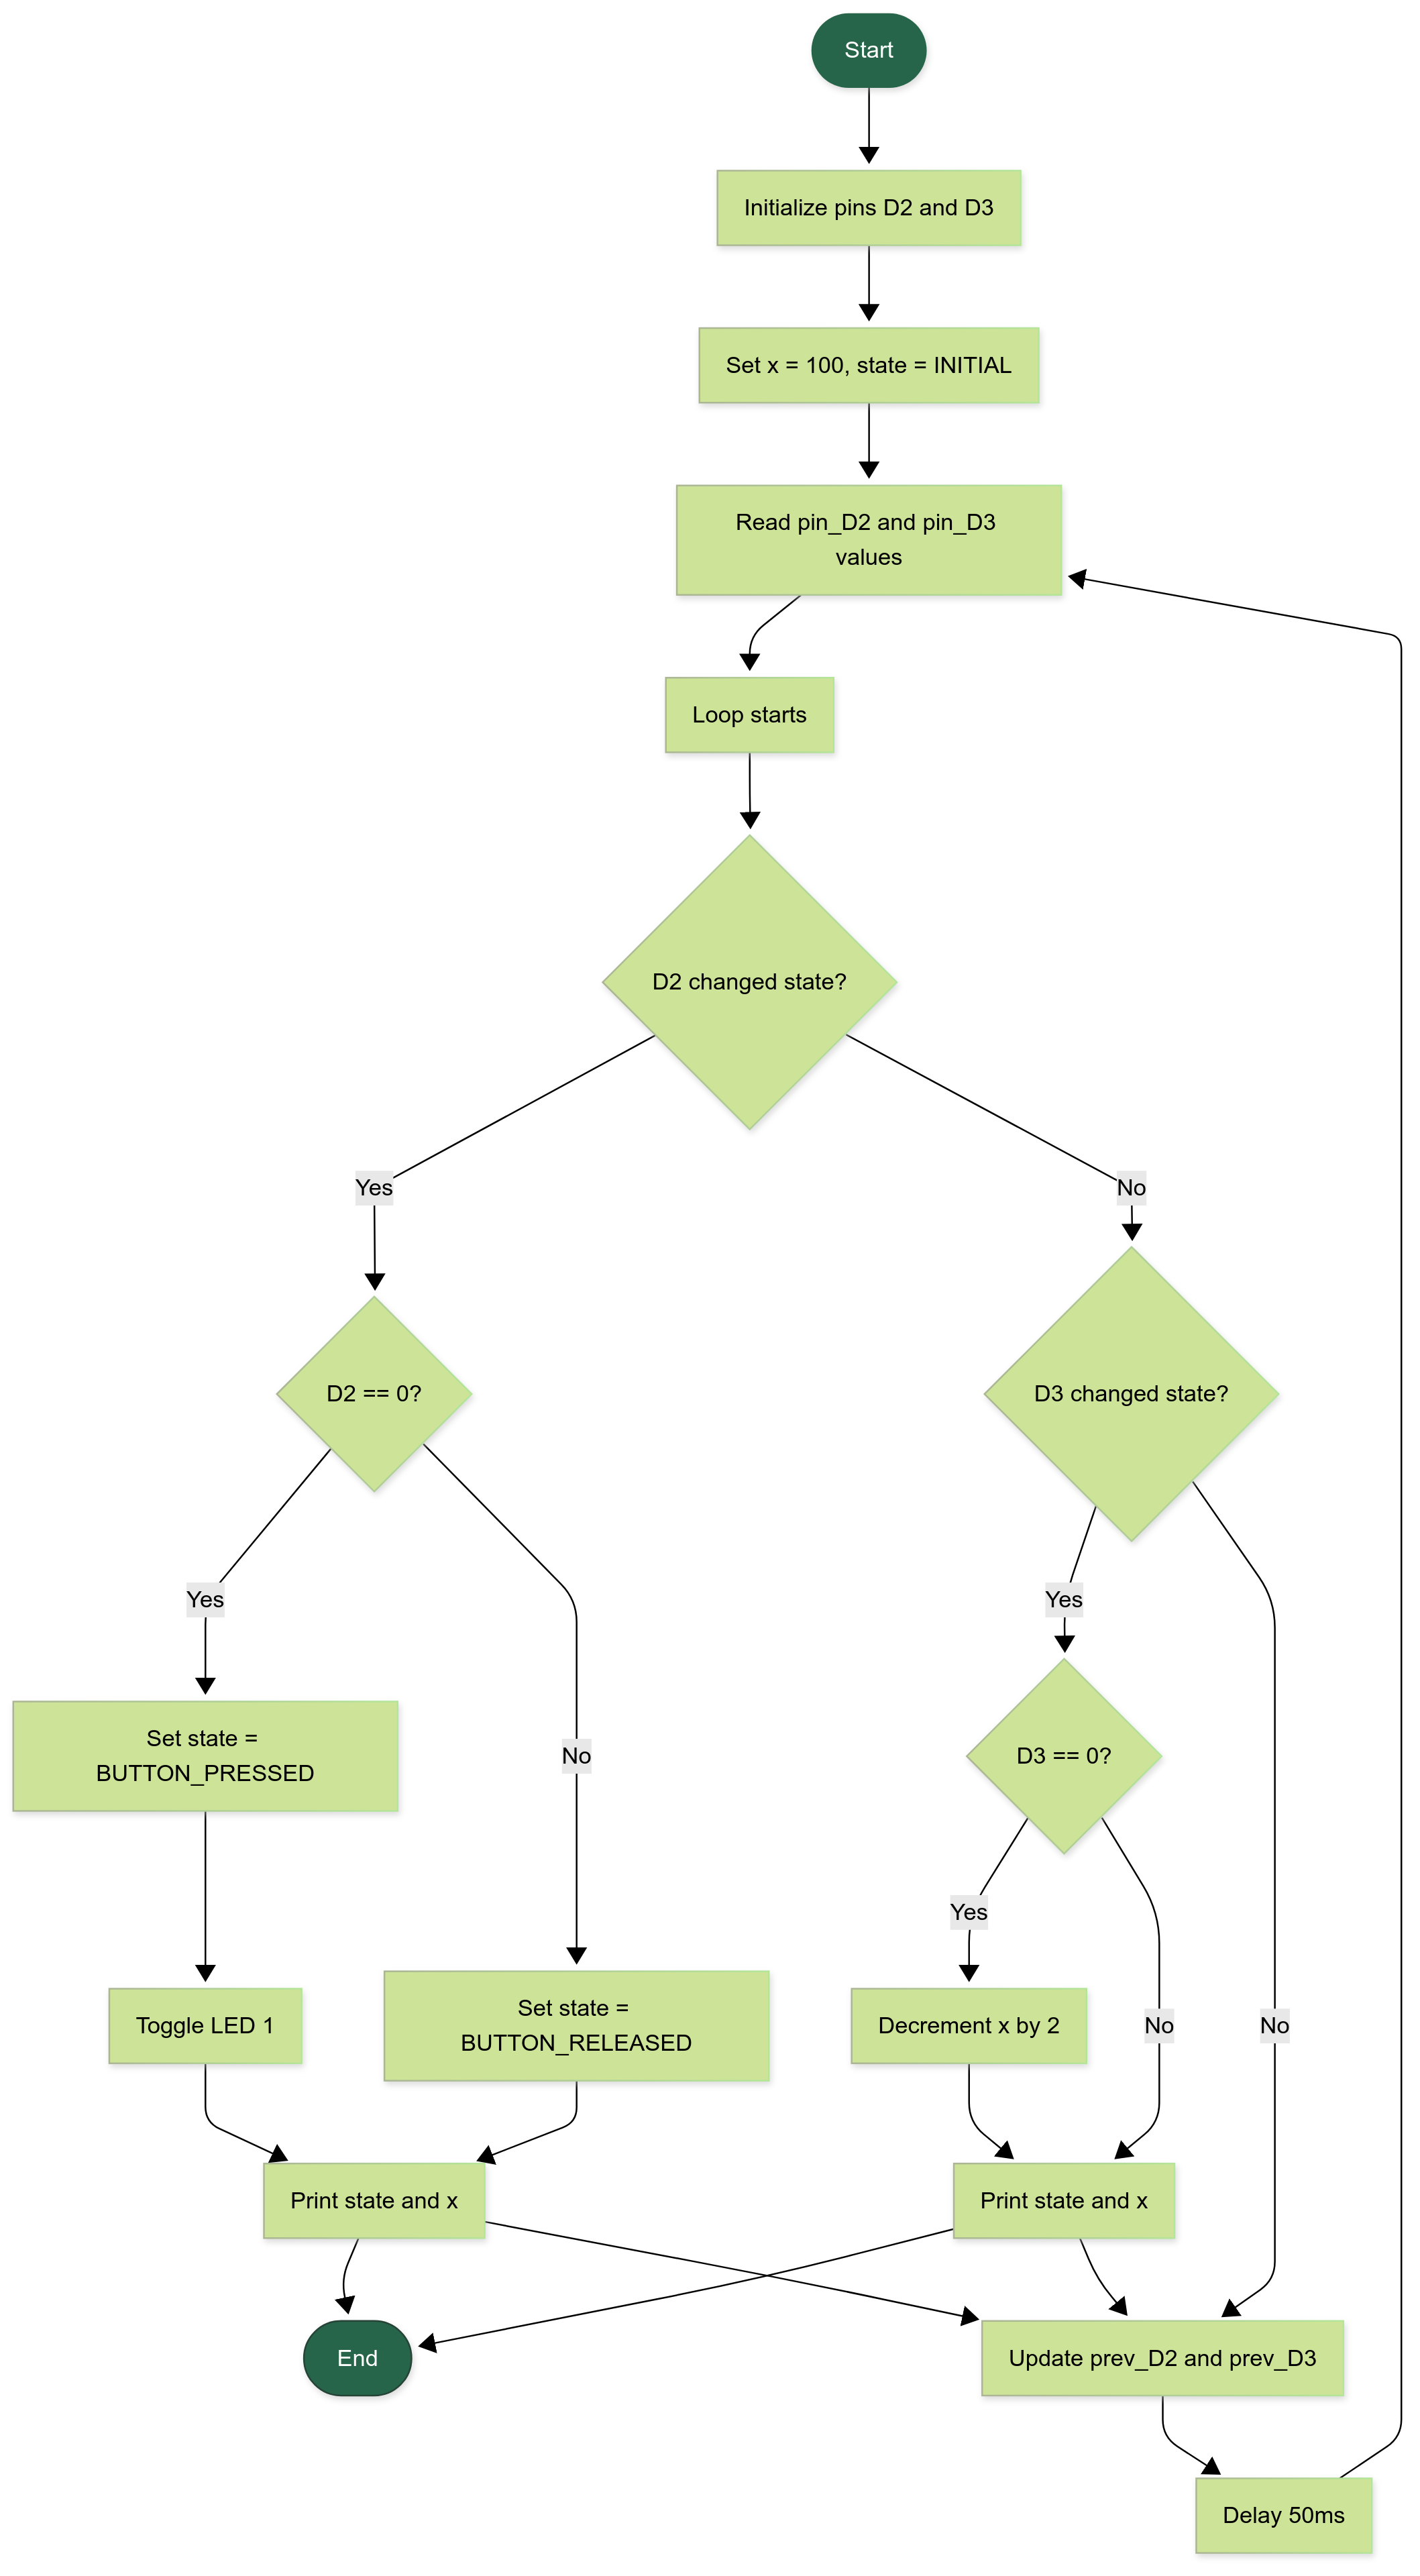 Start
Initialize pins D2 and D3
Set x = 100, state = INITIAL
Read pin_D2 and pin_D3
values
Loop starts
D2 changed state?
Yes
No
D2 == 0?
D3 changed state?
Yes
Yes
Set state =
BUTTON_PRESSED
No
D3 == 0?
Yes
Toggle LED 1
Set state =
BUTTON_RELEASED
Decrement x by 2
No
No
Print state and x
Print state and x
End
Update prev_D2 and prev_D3
Delay 50ms